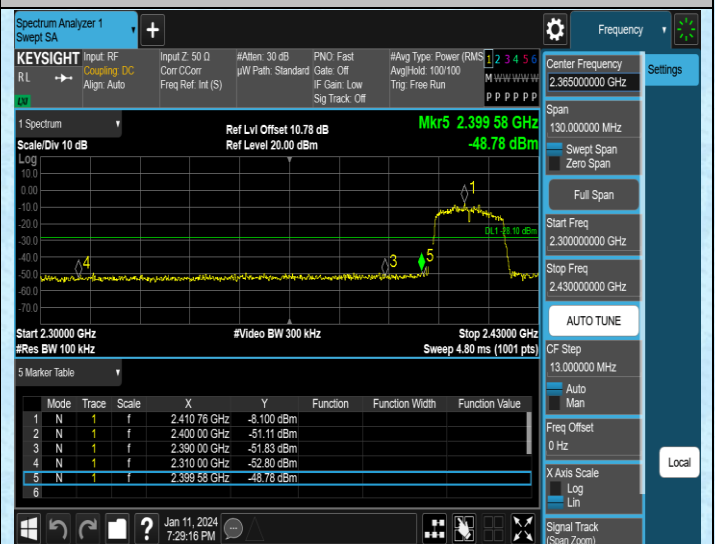 Spectrum Analyzer 1
Swept SA
+
Frequency
KEYSIGHT
RL
Input: RF
Coupling: DC
Align: Auto
Input Z: 50 Ω
Corr CCorr
Freq Ref: Int (S)
#Atten: 30 dB
µW Path: Standard
PNO: Fast
Gate: Off
IF Gain: Low
Sig Track: Off
#Avg Type: Power (RMS)
Avg|Hold: 100/100
Trig: Free Run
1 2 3 4 5 6
M W W W W W
P P P P P P
1 Spectrum
Scale/Div 10 dB
Ref Lvl Offset 10.78 dB
Ref Level 20.00 dBm
Mkr5 2.399 58 GHz
-48.78 dBm
Log
10.0
0.00
-10.0
-20.0
-30.0
-40.0
-50.0
-60.0
-70.0
1
DL1 -28.10 dBm
4
3
5
Start 2.30000 GHz
#Res BW 100 kHz
#Video BW 300 kHz
Stop 2.43000 GHz
Sweep 4.80 ms (1001 pts)
5 Marker Table
Mode Trace Scale X Y Function Function Width Function Value
1 N 1 f 2.410 76 GHz -8.100 dBm
2 N 1 f 2.400 00 GHz -51.11 dBm
3 N 1 f 2.390 00 GHz -51.83 dBm
4 N 1 f 2.310 00 GHz -52.80 dBm
5 N 1 f 2.399 58 GHz -48.78 dBm
6
Jan 11, 2024
7:29:16 PM
?
Center Frequency
2.365000000 GHz
Settings
Span
130.000000 MHz
Swept Span
Zero Span
Full Span
Start Freq
2.300000000 GHz
Stop Freq
2.430000000 GHz
AUTO TUNE
CF Step
13.000000 MHz
Auto
Man
Freq Offset
0 Hz
X Axis Scale
Log
Lin
Local
Signal Track
(Span Zoom)